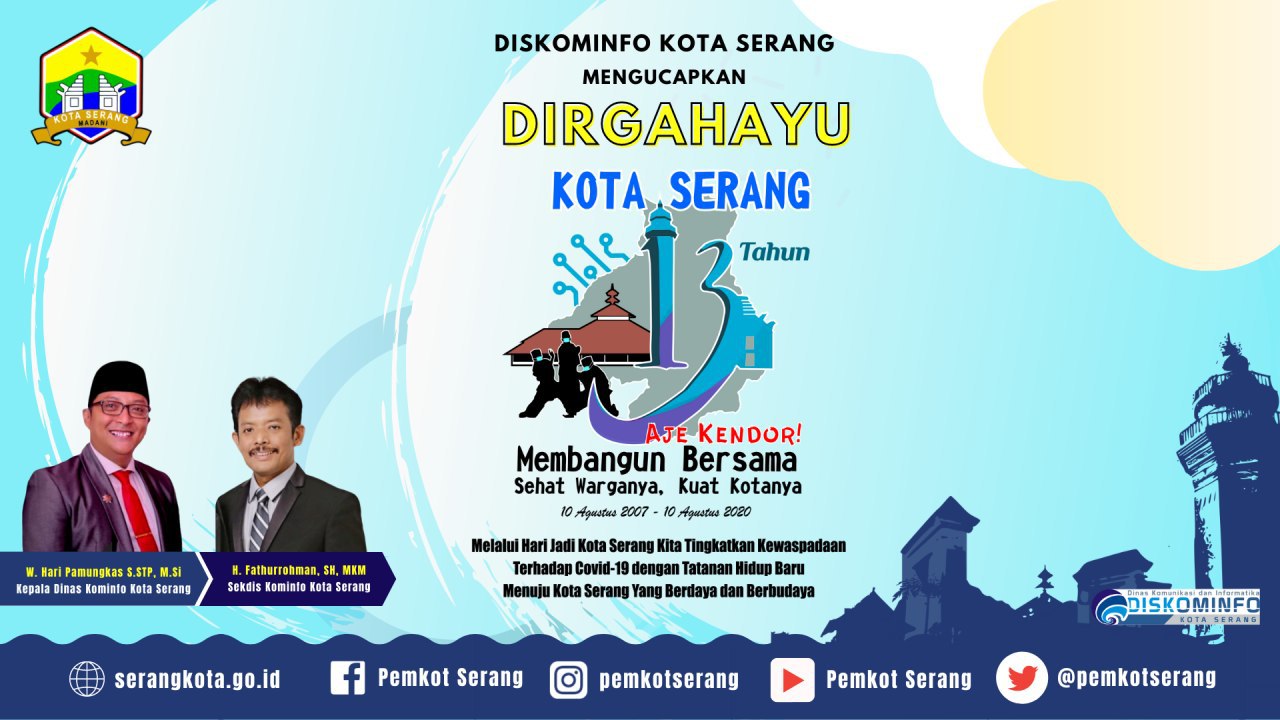 KOTA SERANG
MADANI
DISKOMINFO KOTA SERANG
MENGUCAPKAN
DIRGAHAYU
KOTA SERANG
13 Tahun
AJE KENDOR!
Membangun Bersama
Sehat Warganya, Kuat Kotanya
10 Agustus 2007 - 10 Agustus 2020
Melalui Hari Jadi Kota Serang Kita Tingkatkan Kewaspadaan
Terhadap Covid-19 dengan Tatanan Hidup Baru
Menuju Kota Serang Yang Berdaya dan Berbudaya
W. Hari Pamungkas S.STP, M.Si
Kepala Dinas Kominfo Kota Serang
H. Fathurrohman, SH, MKM
Sekdis Kominfo Kota Serang
Dinas Komunikasi dan Informatika
DISKOMINFO
KOTA SERANG
serangkota.go.id
Pemkot Serang
pemkotserang
Pemkot Serang
@pemkotserang